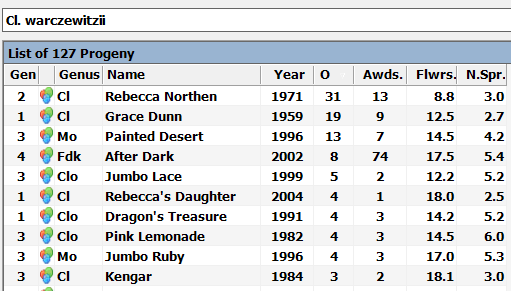 Cl. warczewitzii
List of 127 Progeny
Gen Genus Name Year O Awds. Flwrs. N.Spr.
2 Cl Rebecca Northen 1971 31 13 8.8 3.0
1 Cl Grace Dunn 1959 19 9 12.5 2.7
3 Mo Painted Desert 1996 13 7 14.5 4.2
4 Fdk After Dark 2002 8 74 17.5 5.4
3 Clo Jumbo Lace 1999 5 2 12.2 5.2
1 Cl Rebecca's Daughter 2004 4 1 18.0 2.5
1 Clo Dragon's Treasure 1991 4 3 14.2 5.2
3 Clo Pink Lemonade 1982 4 3 14.5 6.0
3 Mo Jumbo Ruby 1996 4 3 17.0 5.3
3 Cl Kengar 1984 3 2 18.1 3.0